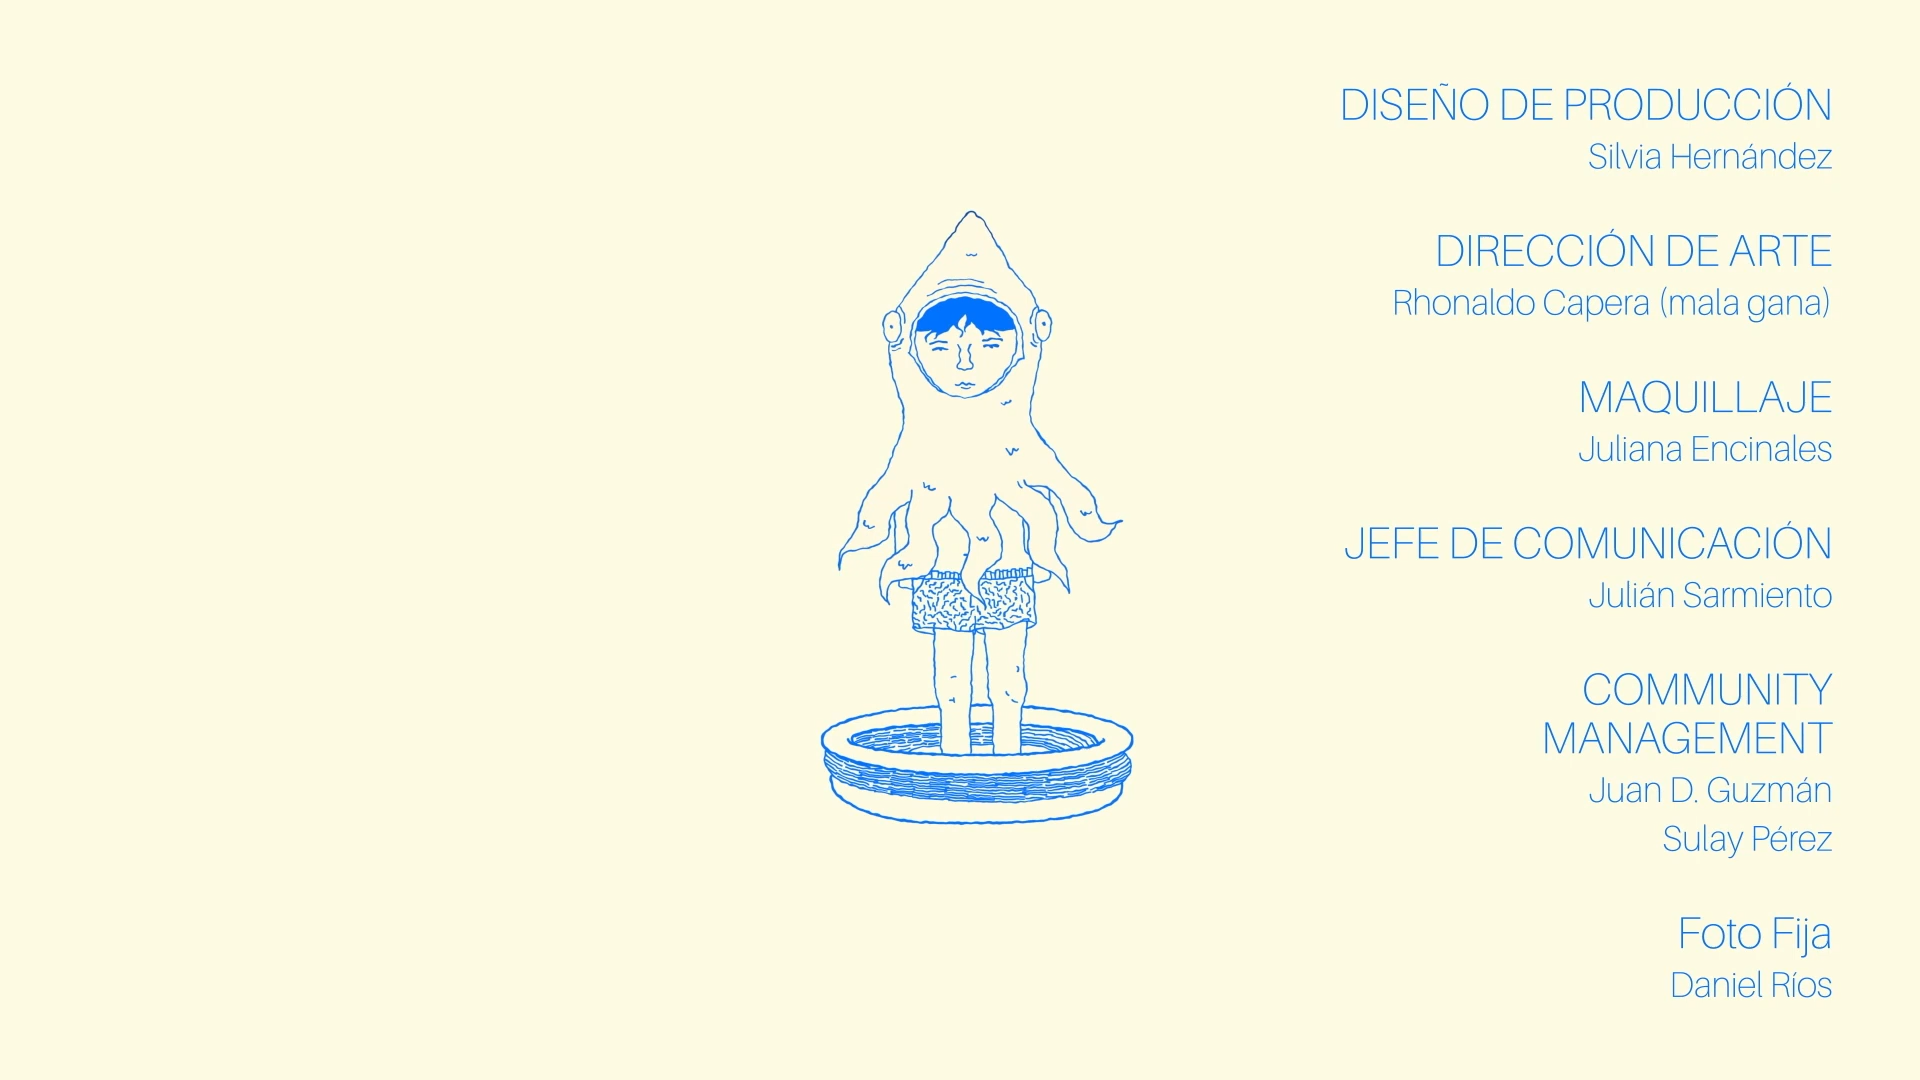 DISEÑO DE PRODUCCIÓN
Silvia Hernández
DIRECCIÓN DE ARTE
Rhonaldo Capera (mala gana)
MAQUILLAJE
Juliana Encinales
JEFE DE COMUNICACIÓN
Julián Sarmiento
COMMUNITY
MANAGEMENT
Juan D. Guzmán
Sulay Pérez
Foto Fija
Daniel Ríos